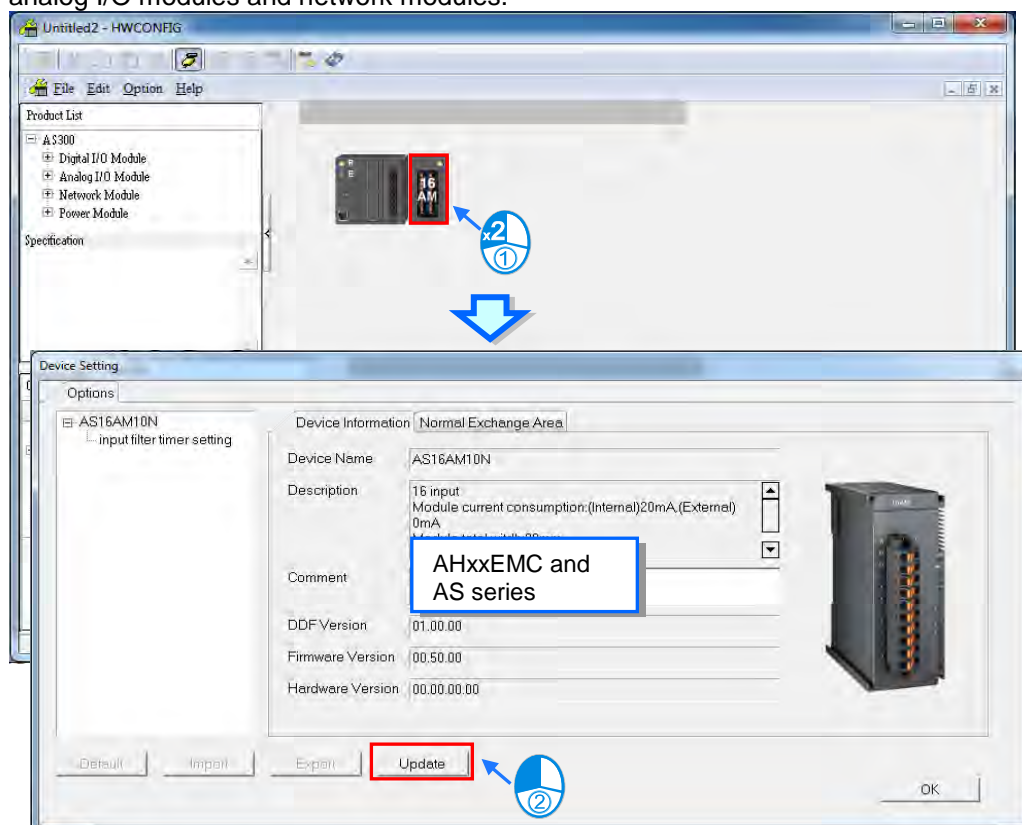 analog I/O modules and network modules.
Untitled2 - HWCONFIG
File Edit Option Help
Product List
AS300
Digital I/O Module
Analog I/O Module
Network Module
Power Module
Specification
16
AM
x2
①
Device Setting
Options
AS16AM10N
input filter timer setting
Device Information Normal Exchange Area
Device Name AS16AM10N
Description 16 input
Module current consumption:(Internal)20mA,(External)
0mA
AHxxEMC and
AS series
Comment
DDF Version 01.00.00
Firmware Version 00.50.00
Hardware Version 00.00.00.00
Default Import Export Update
②
OK